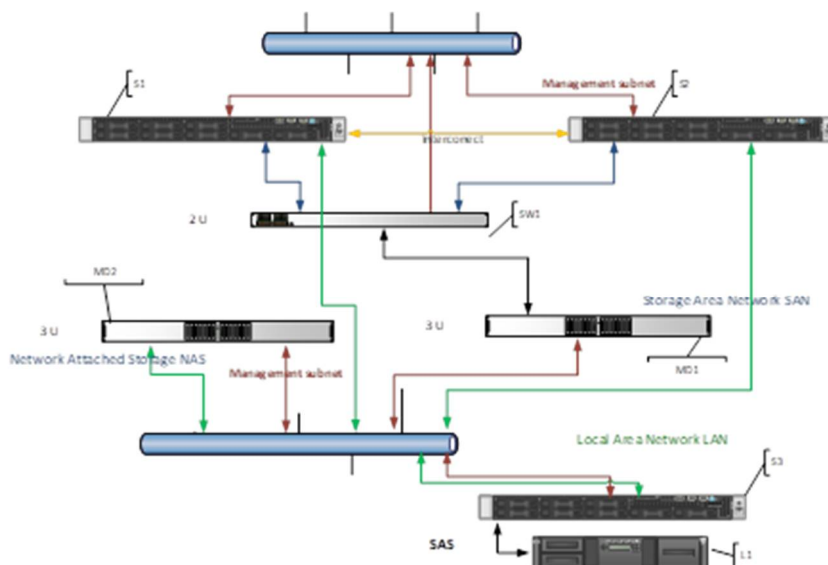 S1
Management subnet
S2
Interconect
2 U
SW1
MD2
Storage Area Network SAN
3 U
3 U
Network Attached Storage NAS
Management subnet
MD1
Local Area Network LAN
S3
SAS
L1